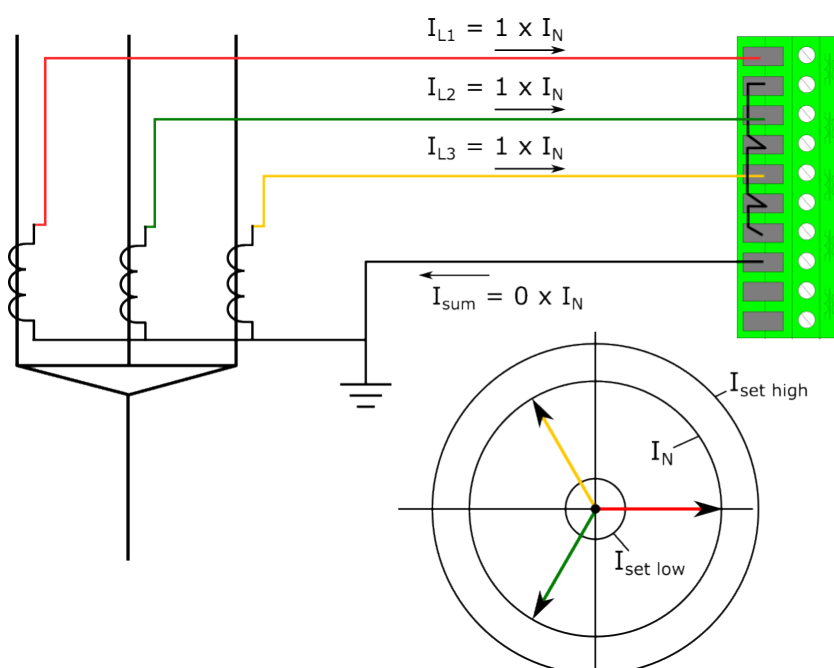 I_L1 = 1 x I_N
I_L2 = 1 x I_N
I_L3 = 1 x I_N
I_sum = 0 x I_N
I_set high
I_N
I_set low